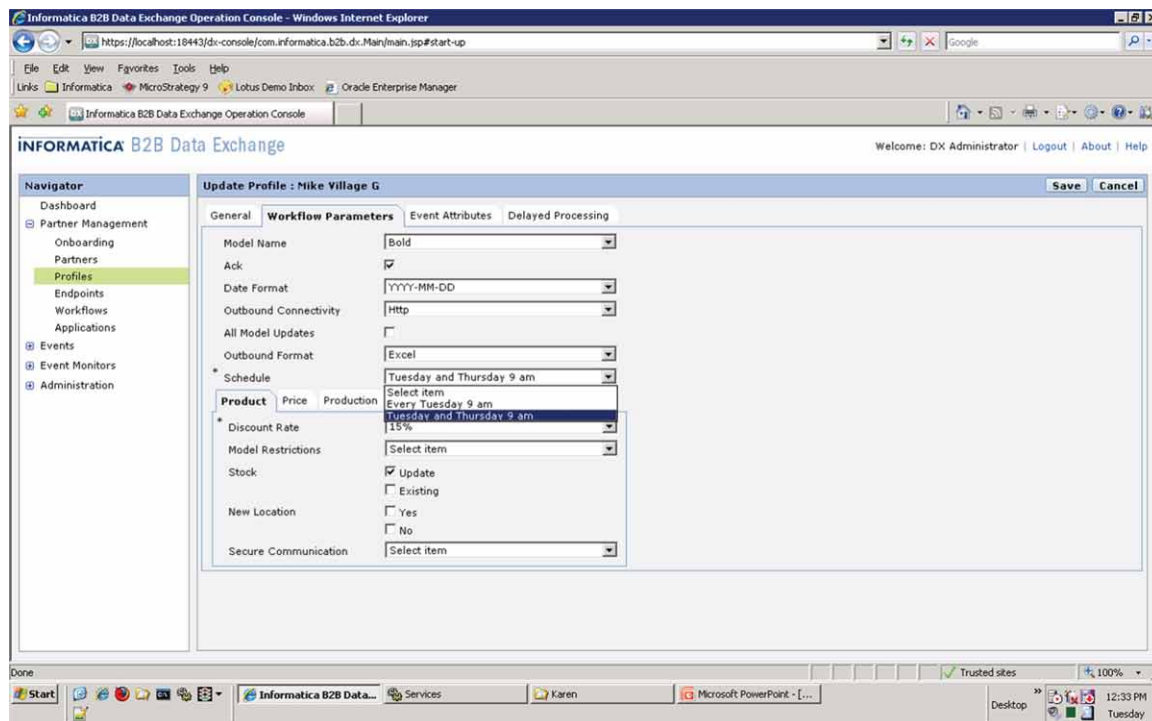 Informatica B2B Data Exchange Operation Console - Windows Internet Explorer
https://localhost:18443/dx-console/com.informatica.b2b.dx.Main/main.jsp#start-up
Google
File Edit View Favorites Tools Help
Links Informatica MicroStrategy 9 Lotus Demo Inbox Oracle Enterprise Manager
Informatica B2B Data Exchange Operation Console
INFORMATICA B2B Data Exchange
Welcome: DX Administrator | Logout | About | Help
Navigator
Dashboard
Partner Management
Onboarding
Partners
Profiles
Endpoints
Workflows
Applications
Events
Event Monitors
Administration
Update Profile : Mike Village G
Save Cancel
General Workflow Parameters Event Attributes Delayed Processing
Model Name Bold
Ack
Date Format YYYY-MM-DD
Outbound Connectivity Http
All Model Updates
Outbound Format Excel
* Schedule Tuesday and Thursday 9 am
Select item
Every Tuesday 9 am
Tuesday and Thursday 9 am
Product Price Production
* Discount Rate 15%
Model Restrictions Select item
Stock Update
Existing
New Location Yes
No
Secure Communication Select item
Done
Trusted sites
100%
Start
Informatica B2B Data...
Services
Karen
Microsoft PowerPoint - [...
Desktop
12:33 PM
Tuesday